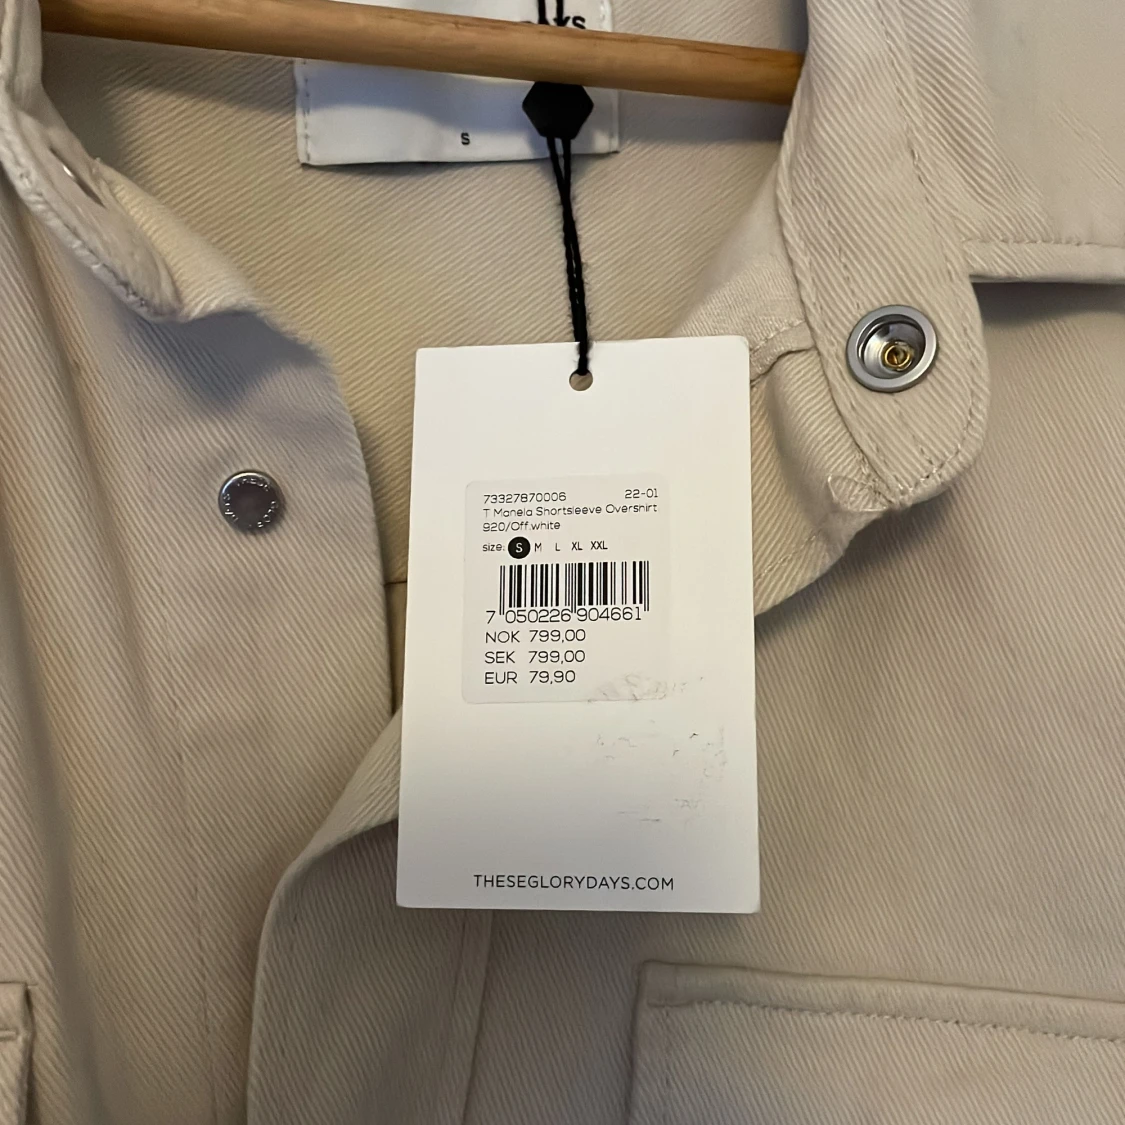 S
73327870006 22-01
T Manela Shortsleeve Overshirt
920/Off.white
size: S M L XL XXL
7 050226 904661
NOK 799,00
SEK 799,00
EUR 79,90
THESEGLORYDAYS.COM